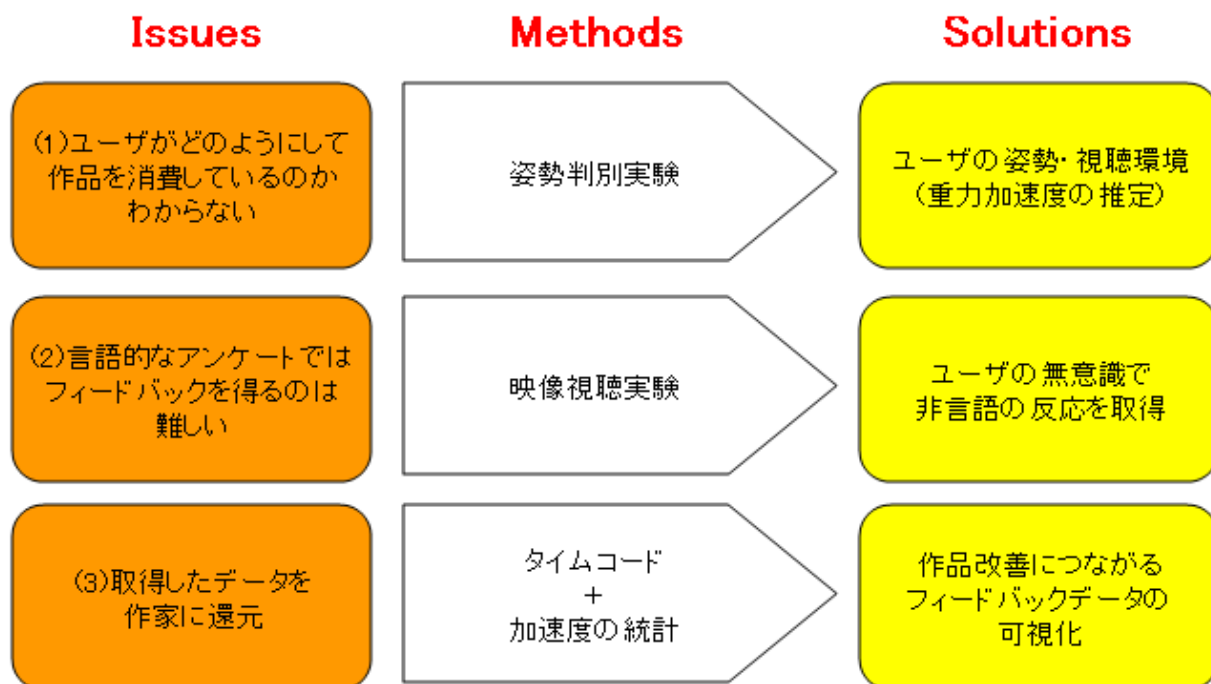 Issues
Methods
Solutions
(1)ユーザがどのようにして
作品を消費しているのか
わからない
姿勢判別実験
ユーザの姿勢・視聴環境
(重力加速度の推定)
(2)言語的なアンケートでは
フィードバックを得るのは
難しい
映像視聴実験
ユーザの無意識で
非言語の反応を取得
(3)取得したデータを
作家に還元
タイムコード
+
加速度の統計
作品改善につながる
フィードバックデータの
可視化